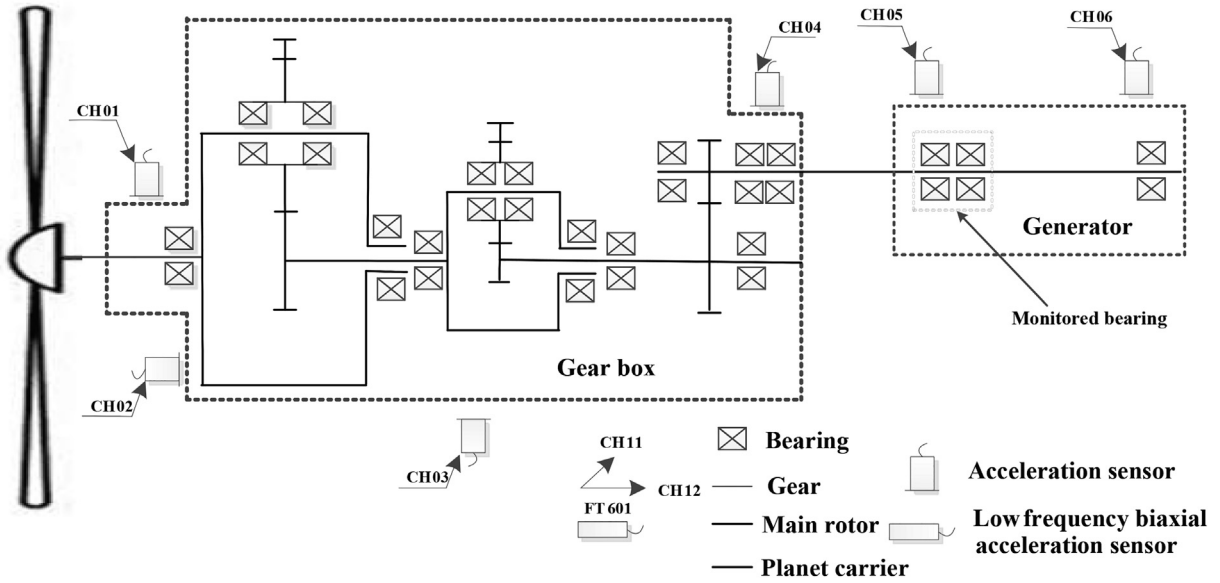 CH01
CH02
CH03
CH04
CH05
CH06
Gear box
Generator
Monitored bearing
CH11
CH12
FT 601
Bearing
Gear
Main rotor
Planet carrier
Acceleration sensor
Low frequency biaxial
acceleration sensor